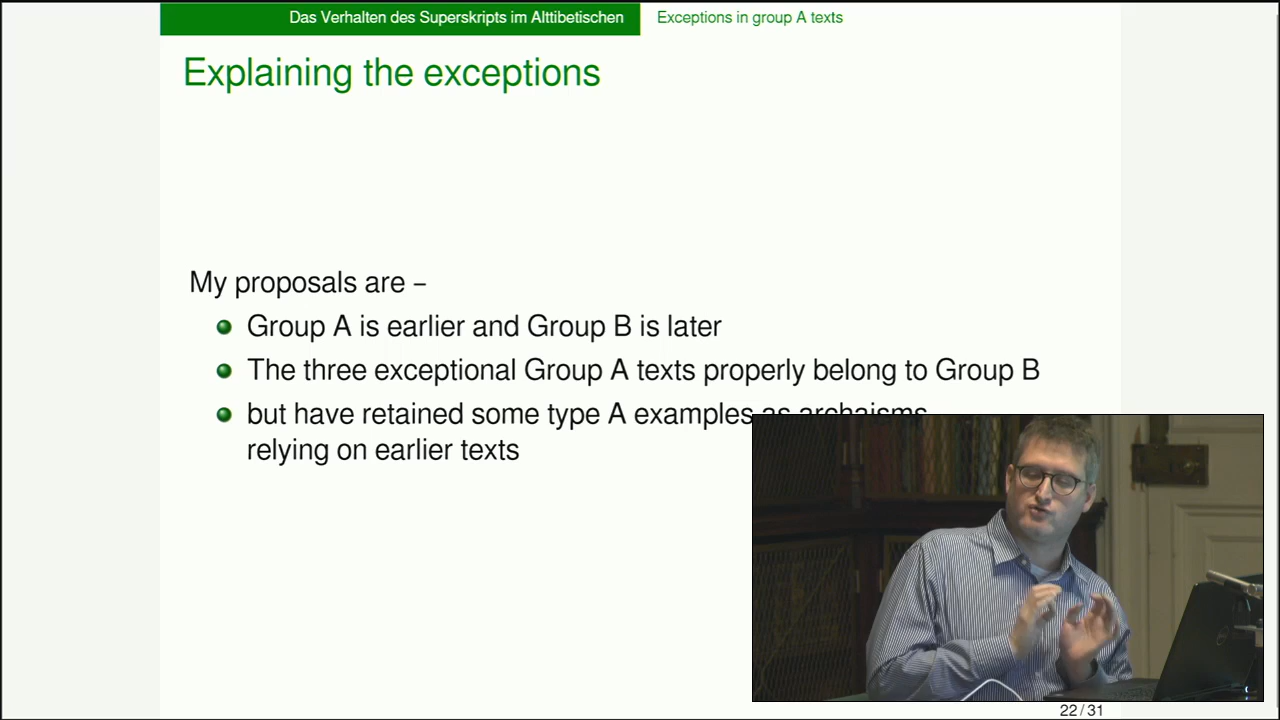 Das Verhalten des Superskripts im Alttibetischen
Exceptions in group A texts
Explaining the exceptions
My proposals are –
Group A is earlier and Group B is later
The three exceptional Group A texts properly belong to Group B
but have retained some type A examples as archaisms
relying on earlier texts
22 / 31